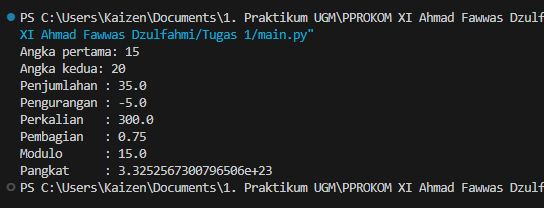 PS C:\Users\Kaizen\Documents\1. Praktikum UGM\PPROKOM XI Ahmad Fawwas Dzulf
XI Ahmad Fawwas Dzulfahmi/Tugas 1/main.py"
Angka pertama: 15
Angka kedua: 20
Penjumlahan : 35.0
Pengurangan : -5.0
Perkalian   : 300.0
Pembagian   : 0.75
Modulo      : 15.0
Pangkat     : 3.3252567300796506e+23
PS C:\Users\Kaizen\Documents\1. Praktikum UGM\PPROKOM XI Ahmad Fawwas Dzulf